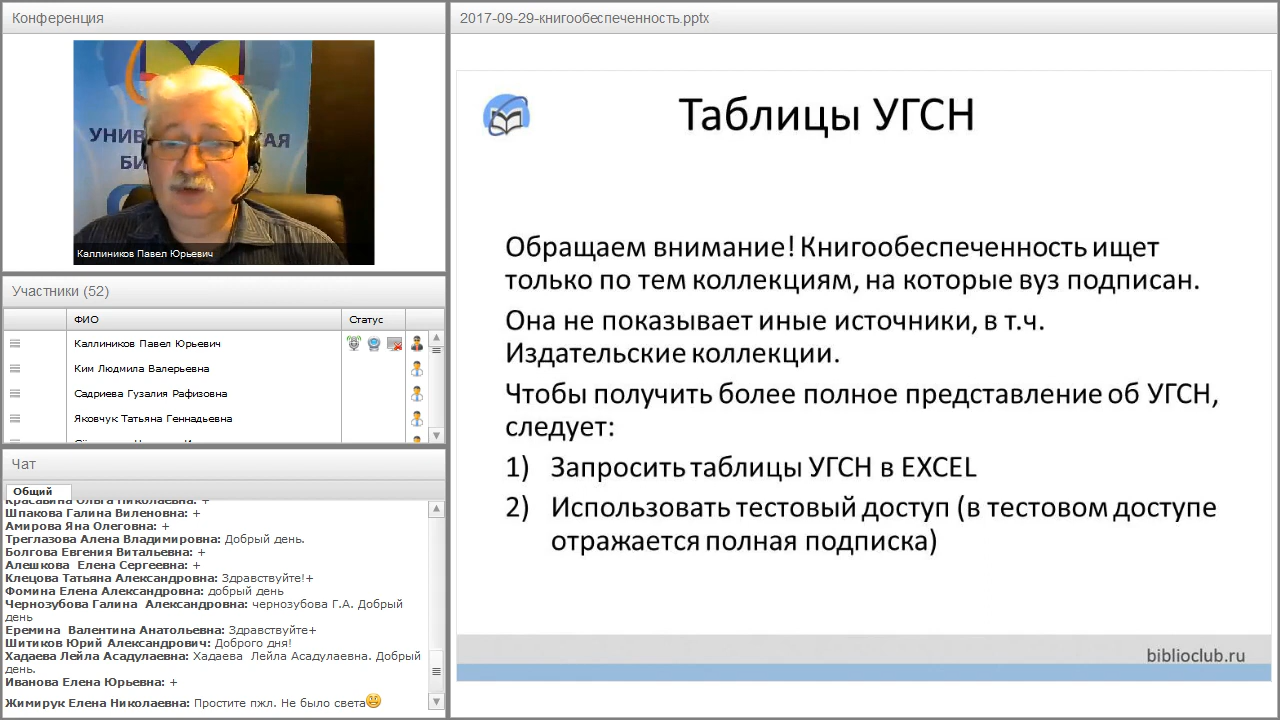 Конференция
УНИВ
СКАЯ
БИ
Каллиников Павел Юрьевич
Участники (52)
ФИО
Статус
Каллиников Павел Юрьевич
Ким Людмила Валерьевна
Садриева Гузалия Рафизовна
Яковчук Татьяна Геннадьевна
Чат
Общий
Красавина Ольга Николаевна: +
Шпакова Галина Виленовна: +
Амирова Яна Олеговна: +
Треглазова Алена Владимировна: Добрый день.
Болгова Евгения Витальевна: +
Алешкова Елена Сергеевна: +
Клецова Татьяна Александровна: Здравствуйте!+
Фомина Елена Александровна: добрый день
Чернозубова Галина Александровна: чернозубова Г.А. Добрый
день
Еремина Валентина Анатольевна: Здравствуйте+
Шитиков Юрий Александрович: Доброго дня!
Хадаева Лейла Асадулаевна: Хадаева Лейла Асадулаевна. Добрый
день.
Иванова Елена Юрьевна: +
Жимирук Елена Николаевна: Простите пжл. Не было света
2017-09-29-книгообеспеченность.pptx
Таблицы УГСН
Обращаем внимание! Книгообеспеченность ищет
только по тем коллекциям, на которые вуз подписан.
Она не показывает иные источники, в т.ч.
Издательские коллекции.
Чтобы получить более полное представление об УГСН,
следует:
1) Запросить таблицы УГСН в EXCEL
2) Использовать тестовый доступ (в тестовом доступе
отражается полная подписка)
biblioclub.ru